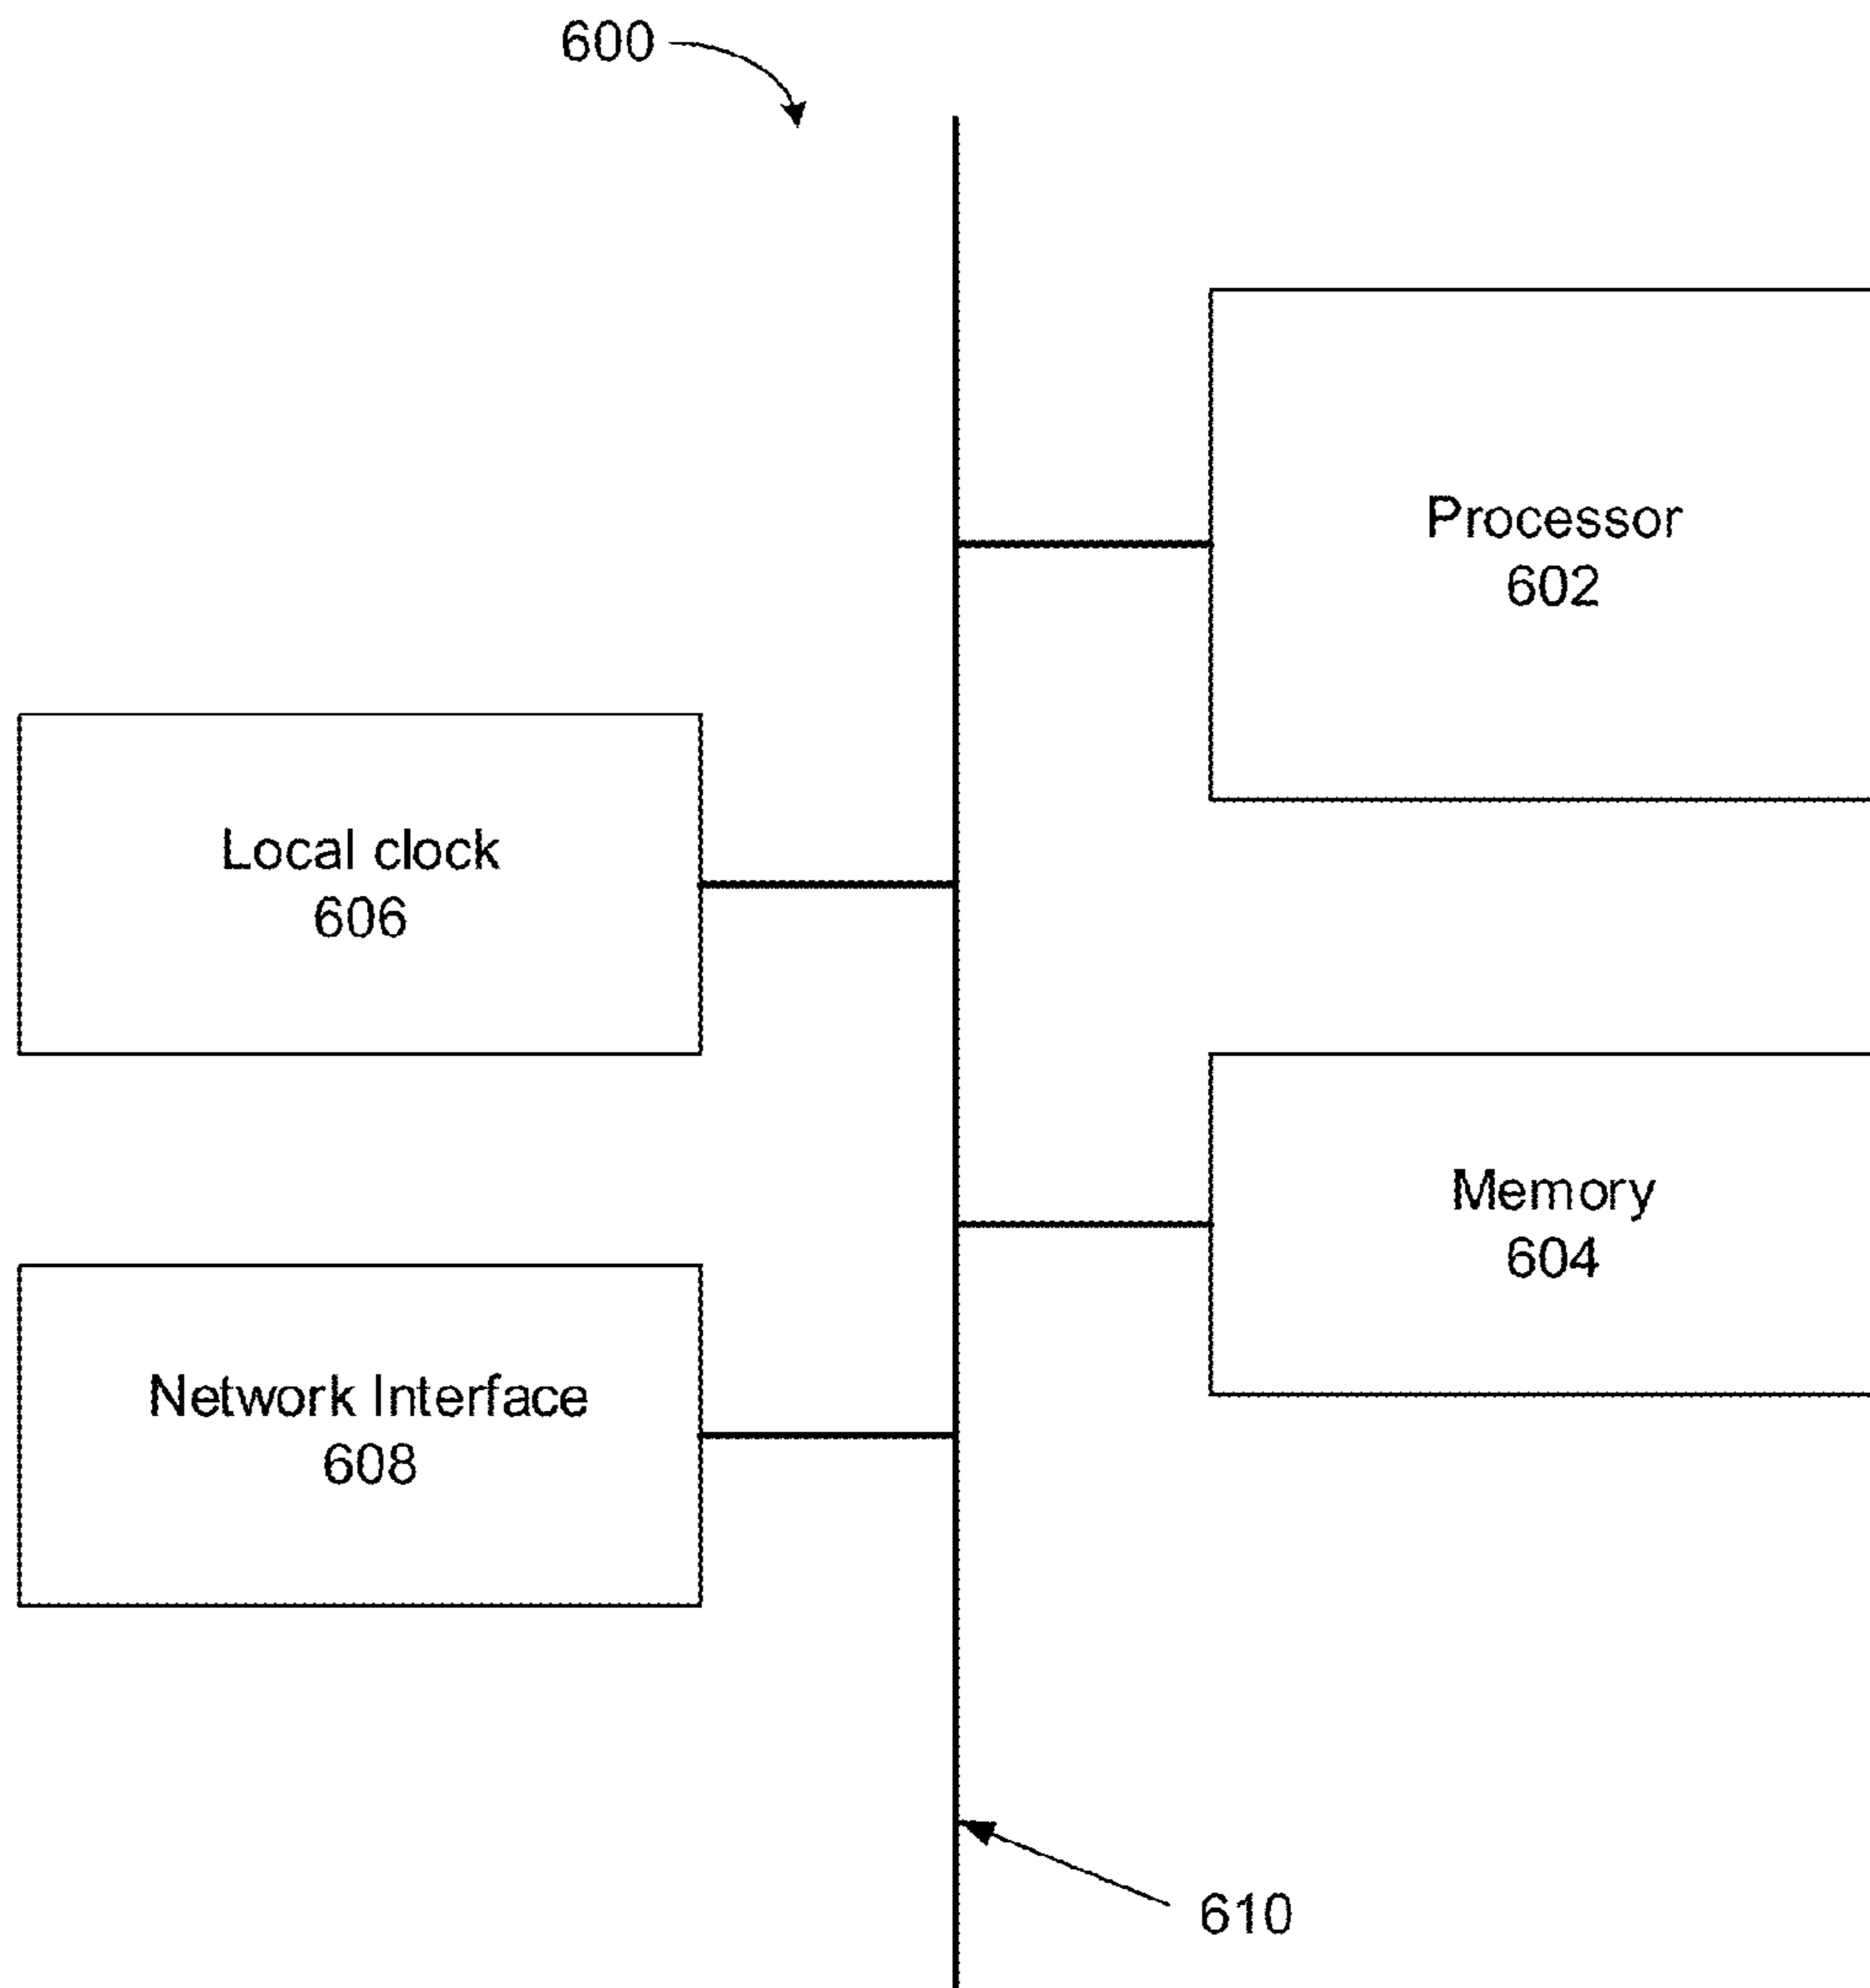 600
Processor
602
Local clock
606
Memory
604
Network Interface
608
610